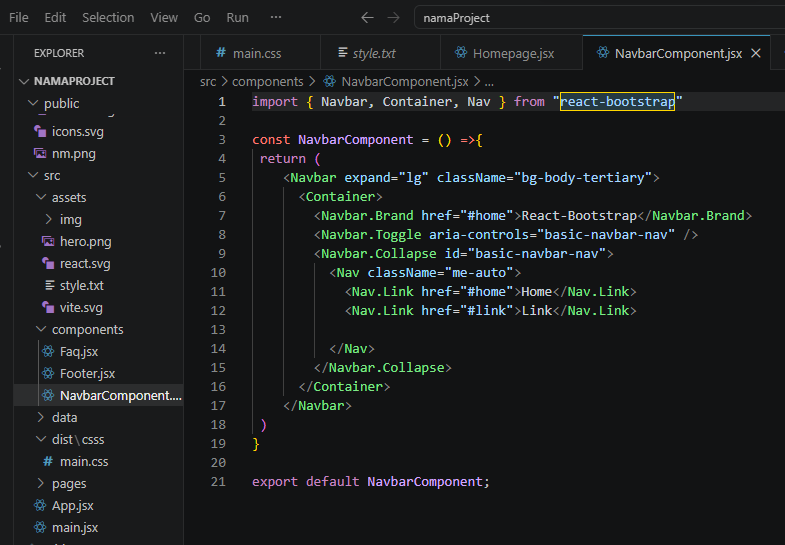 File Edit Selection View Go Run ··· ← → namaProject
EXPLORER ···
NAMAPROJECT
public
icons.svg
nm.png
src
assets
img
hero.png
react.svg
style.txt
vite.svg
components
Faq.jsx
Footer.jsx
NavbarComponent....
data
dist\csss
main.css
pages
App.jsx
main.jsx
main.css style.txt Homepage.jsx NavbarComponent.jsx ×
src > components > NavbarComponent.jsx > ...
1 import { Navbar, Container, Nav } from "react-bootstrap"
2
3 const NavbarComponent = () =>{
4 return (
5 <Navbar expand="lg" className="bg-body-tertiary">
6 <Container>
7 <Navbar.Brand href="#home">React-Bootstrap</Navbar.Brand>
8 <Navbar.Toggle aria-controls="basic-navbar-nav" />
9 <Navbar.Collapse id="basic-navbar-nav">
10 <Nav className="me-auto">
11 <Nav.Link href="#home">Home</Nav.Link>
12 <Nav.Link href="#link">Link</Nav.Link>
13
14 </Nav>
15 </Navbar.Collapse>
16 </Container>
17 </Navbar>
18 )
19 }
20
21 export default NavbarComponent;